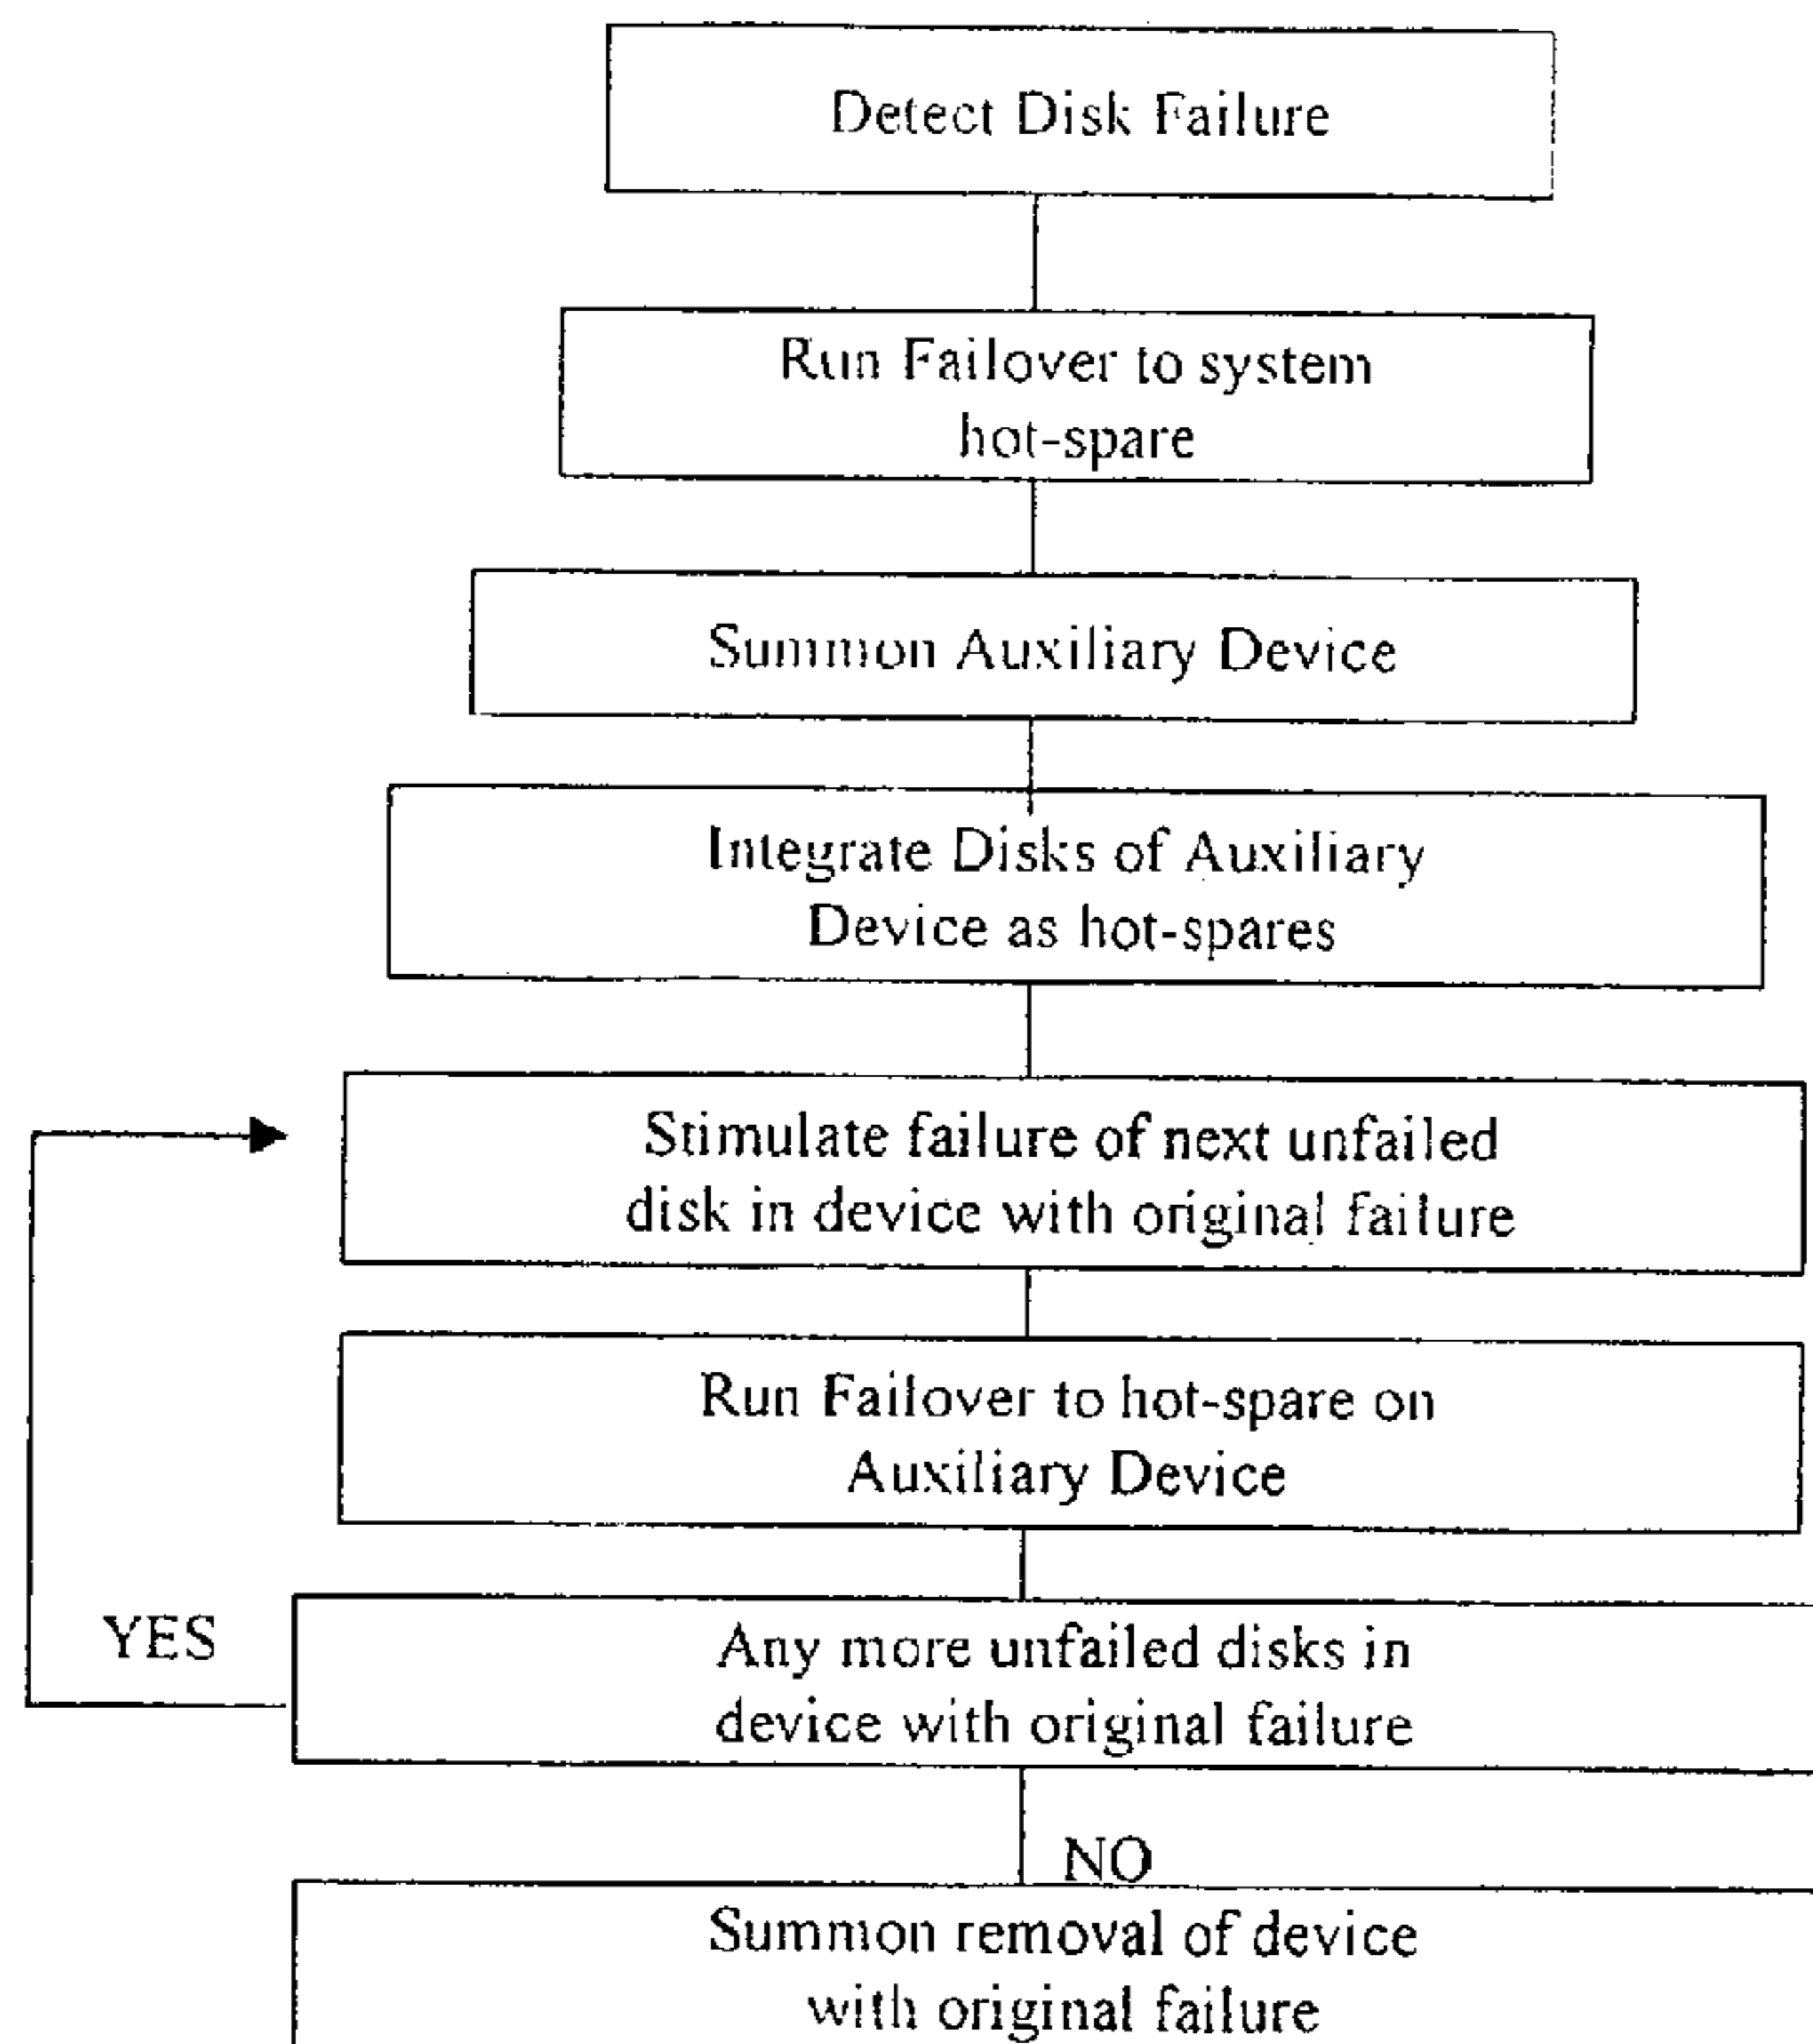 Detect Disk Failure
Run Failover to system
hot-spare
Summon Auxiliary Device
Integrate Disks of Auxiliary
Device as hot-spares
Stimulate failure of next unfailed
disk in device with original failure
Run Failover to hot-spare on
Auxiliary Device
YES
Any more unfailed disks in
device with original failure
NO
Summon removal of device
with original failure